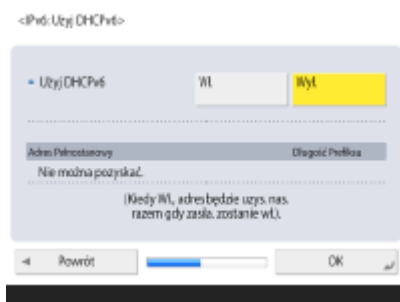 <IPv6: Użyj DHCPv6>
Użyj DHCPv6
Wł.
Wył.
Adres Pełnostanowy
Długość Prefiksu
Nie można pozyskać.
(Kiedy Wł., adres będzie uzys. nas.
razem gdy zasila. zostanie wł.).
Powrót
OK